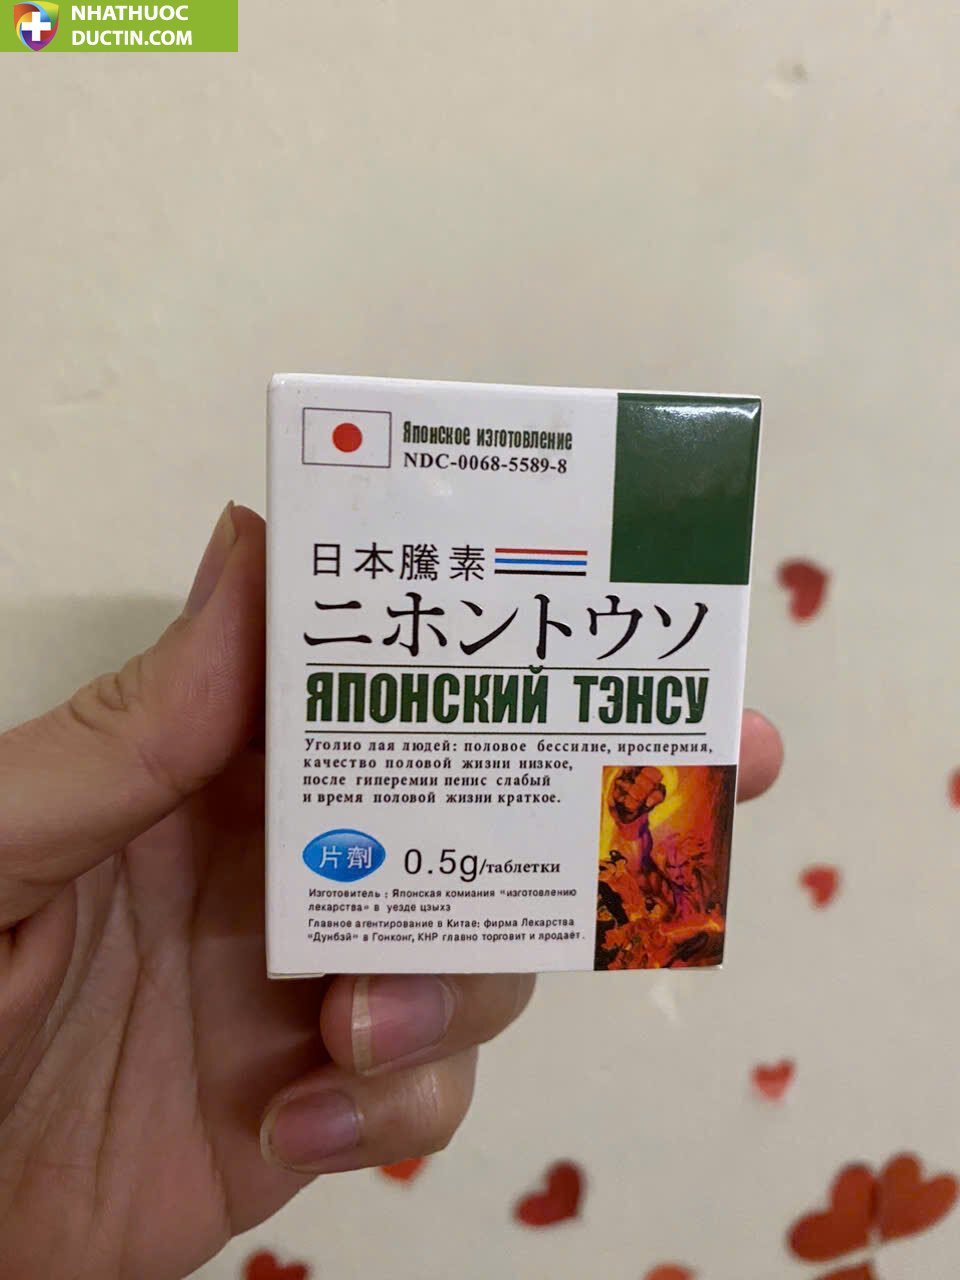 NHATHUOC
DUCTIN.COM
Японское изготовление
NDC-0068-5589-8
日本騰素
ニホントウソ
ЯПОНСКИЙ ТЭНСУ
Уголио лая людей: половое бессилие, ироспермия,
качество половой жизни низкое,
после гиперемии пенис слабый
и время половой жизни краткое.
片劑 0.5g/таблетки
Изготовитель : Японская комиания "изготовлению
лекарства" в уезде цзыхэ
Главное агентирование в Китае: фирма Лекарства
"Дунбэй" в Гонконг, КНР главно торговит и яродаёт.